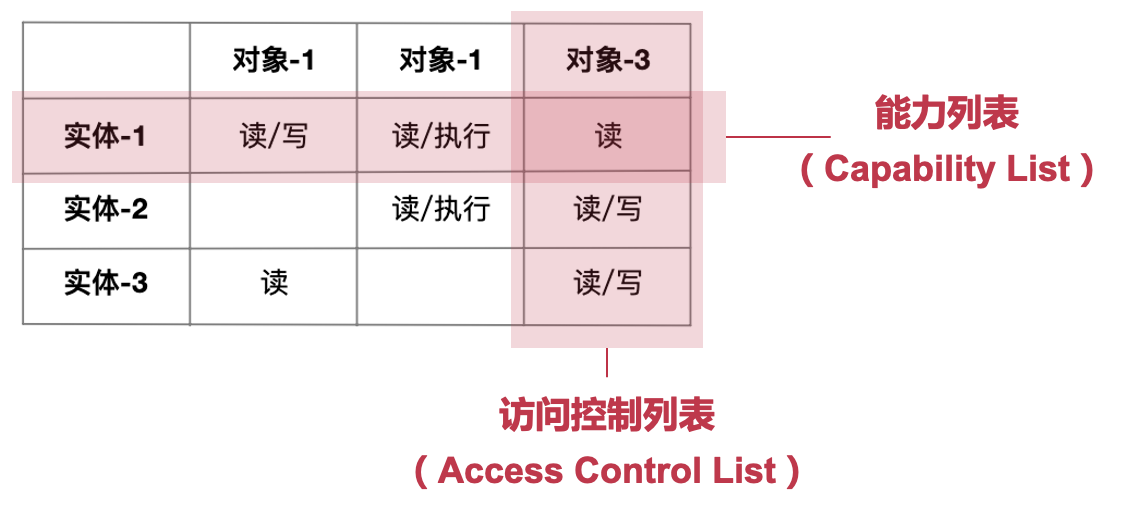 对象-1 对象-1 对象-3
实体-1 读/写 读/执行 读
实体-2 读/执行 读/写
实体-3 读 读/写
能力列表
( Capability List )
访问控制列表
( Access Control List )